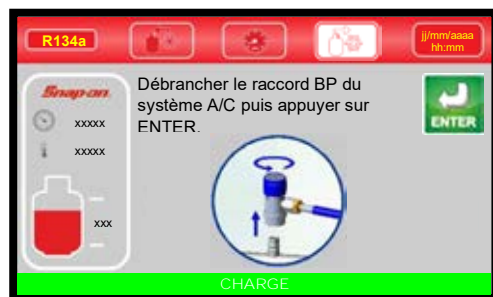 R134a
jj/mm/aaaa
hh:mm
Snap-on
xxxxx
xxxxx
xxx
Débrancher le raccord BP du
système A/C puis appuyer sur
ENTER.
ENTER
CHARGE